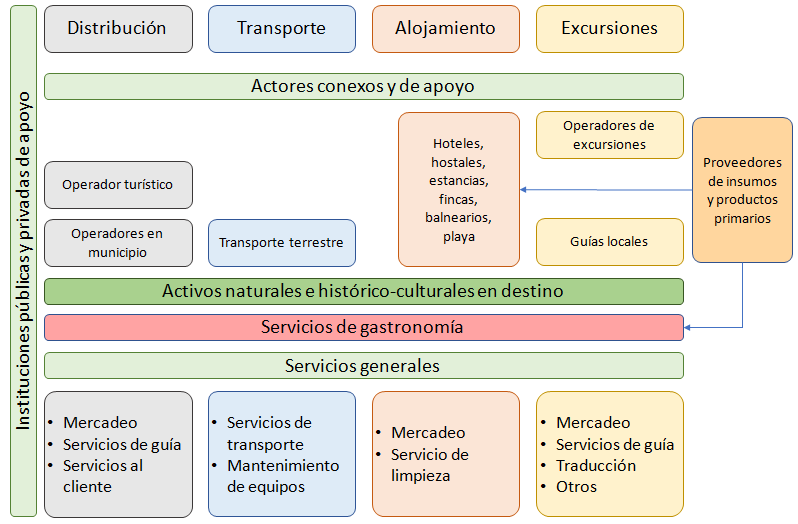 Instituciones públicas y privadas de apoyo
Distribución
Transporte
Alojamiento
Excursiones
Actores conexos y de apoyo
Operador turístico
Operadores en
municipio
Transporte terrestre
Hoteles,
hostales,
estancias,
fincas,
balnearios,
playa
Operadores de
excursiones
Guías locales
Proveedores
de insumos
y productos
primarios
Activos naturales e histórico-culturales en destino
Servicios de gastronomía
Servicios generales
• Mercadeo
• Servicios de guía
• Servicios al
cliente
• Servicios de
transporte
• Mantenimiento
de equipos
• Mercadeo
• Servicio de
limpieza
• Mercadeo
• Servicios de guía
• Traducción
• Otros